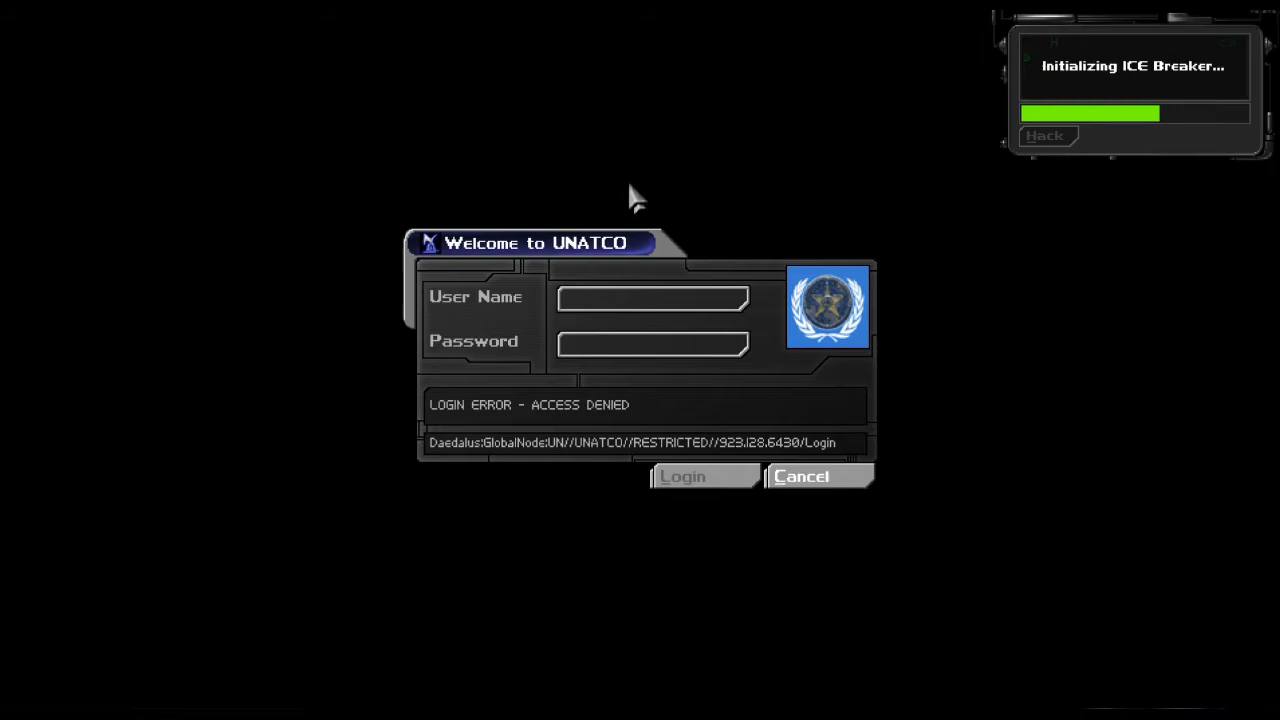 Initializing ICE Breaker...
Hack
Welcome to UNATCO
User Name
Password
LOGIN ERROR - ACCESS DENIED
Daedalus:GlobalNode:UN//UNATCO//RESTRICTED//923.128.6430/Login
Login
Cancel